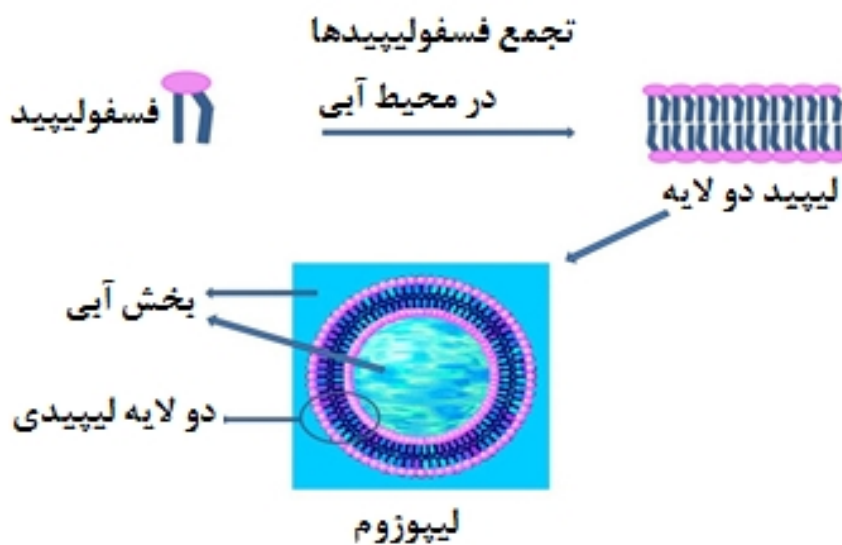 تجمع فسفولیپیدها
در محیط آبی
فسفولیپید
لیپید دو لایه
بخش آبی
دو لایه لیپیدی
لیپوزوم